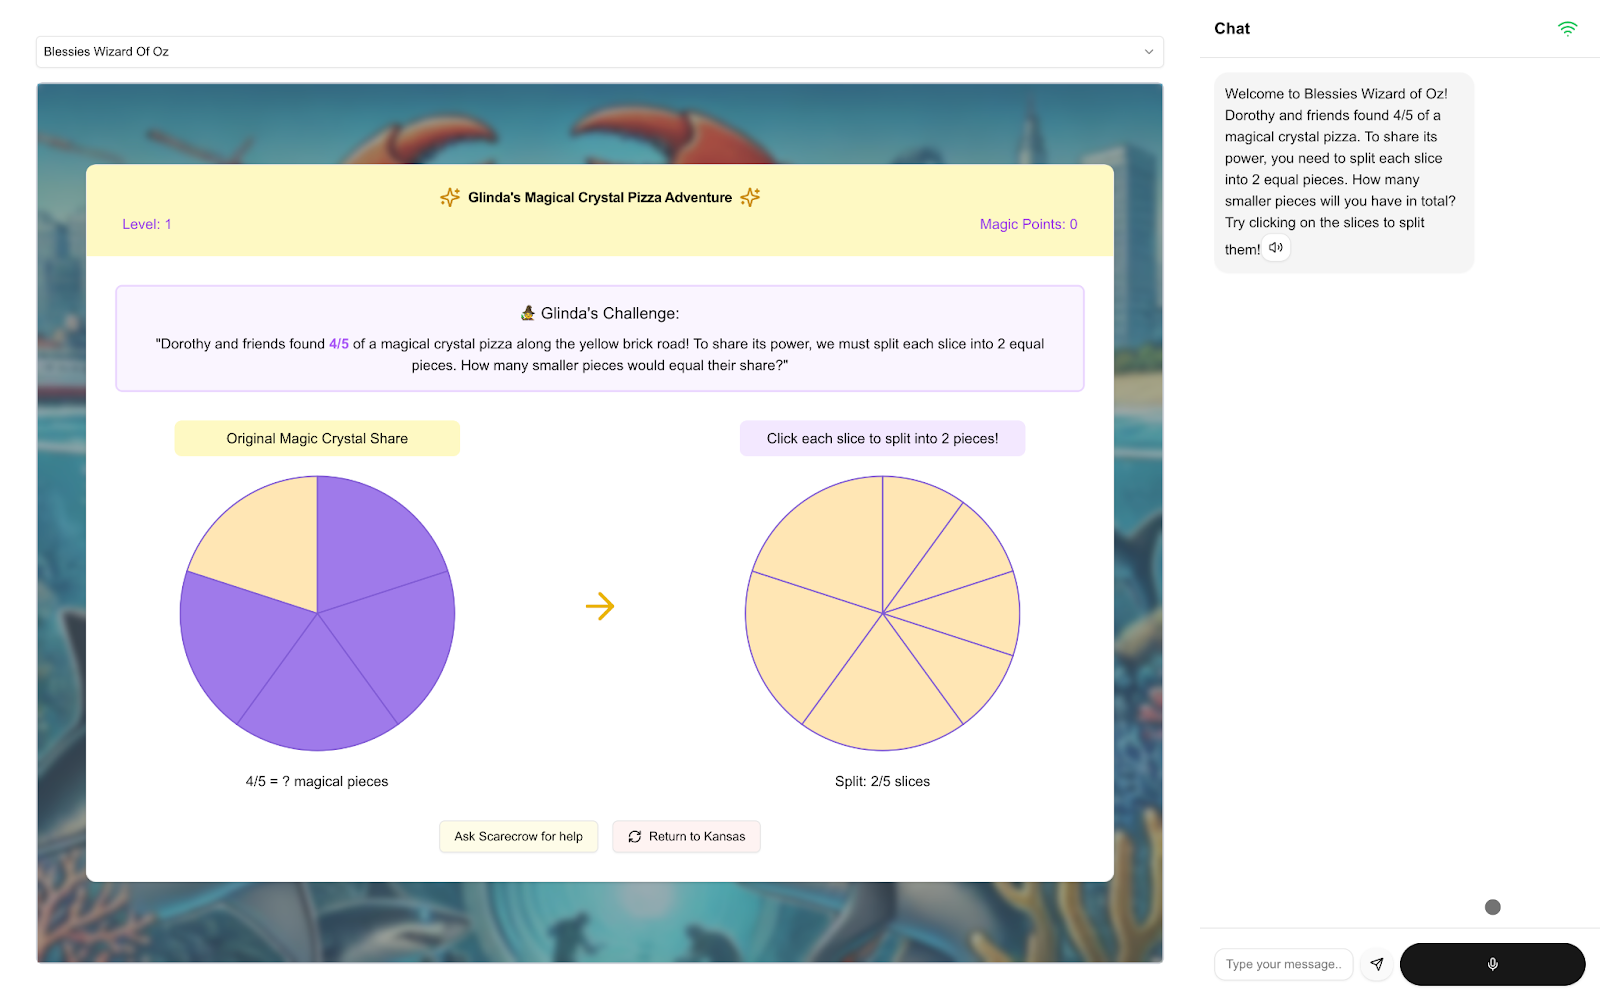 Blessies Wizard Of Oz
Glinda's Magical Crystal Pizza Adventure
Level: 1
Magic Points: 0
Glinda's Challenge:
"Dorothy and friends found 4/5 of a magical crystal pizza along the yellow brick road! To share its power, we must split each slice into 2 equal
pieces. How many smaller pieces would equal their share?"
Original Magic Crystal Share
Click each slice to split into 2 pieces!
4/5 = ? magical pieces
Split: 2/5 slices
Ask Scarecrow for help
Return to Kansas
Chat
Welcome to Blessies Wizard of Oz!
Dorothy and friends found 4/5 of a
magical crystal pizza. To share its
power, you need to split each slice
into 2 equal pieces. How many
smaller pieces will you have in total?
Try clicking on the slices to split
them!
Type your message..